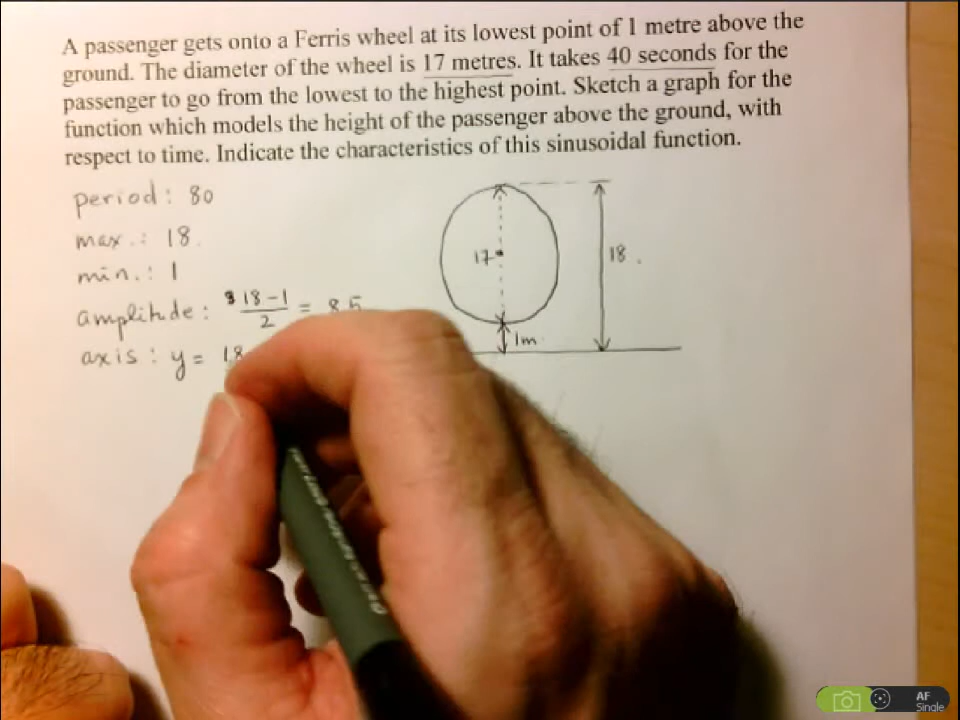 A passenger gets onto a Ferris wheel at its lowest point of 1 metre above the
ground. The diameter of the wheel is 17 metres. It takes 40 seconds for the
passenger to go from the lowest to the highest point. Sketch a graph for the
function which models the height of the passenger above the ground, with
respect to time. Indicate the characteristics of this sinusoidal function.
period: 80
max.: 18
min.: 1
amplitude: 18-1/2 = 8.5
axis: y = 18
17
18
1m
AF
Single